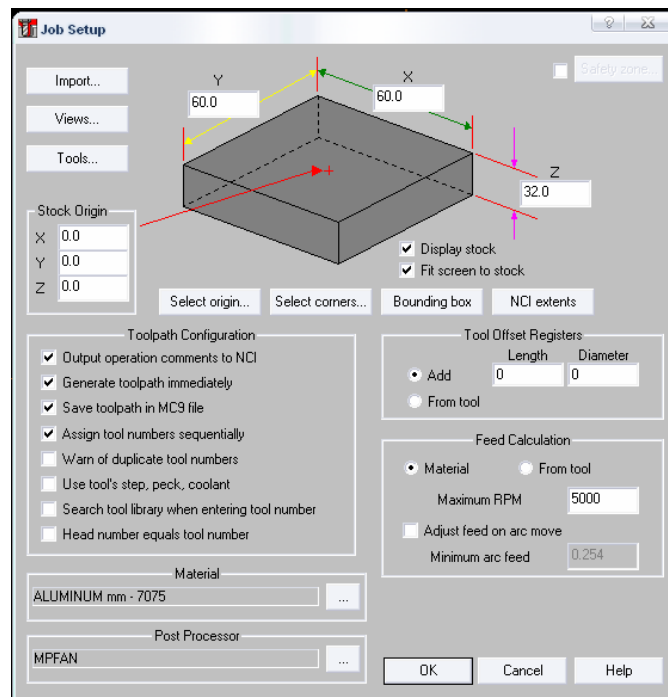 Job Setup
Import...
Views...
Tools...
Y
60.0
X
60.0
Safety zone...
Z
32.0
Stock Origin
X 0.0
Y 0.0
Z 0.0
Display stock
Fit screen to stock
Select origin... Select corners... Bounding box NCI extents
Toolpath Configuration
Output operation comments to NCI
Generate toolpath immediately
Save toolpath in MC9 file
Assign tool numbers sequentially
Warn of duplicate tool numbers
Use tool's step, peck, coolant
Search tool library when entering tool number
Head number equals tool number
Tool Offset Registers
Length Diameter
Add 0 0
From tool
Feed Calculation
Material From tool
Maximum RPM 5000
Adjust feed on arc move
Minimum arc feed 0.254
Material
ALUMINUM mm - 7075 ...
Post Processor
MPFAN ...
OK Cancel Help